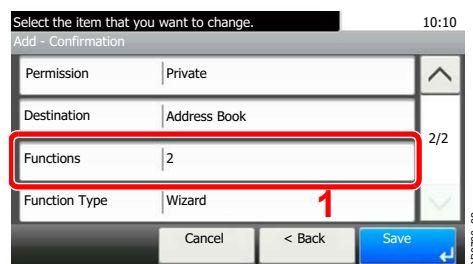 Select the item that you want to change.
10:10
Add - Confirmation
Permission Private
Destination Address Book
2/2
Functions 2
Function Type Wizard
1
Cancel < Back Save